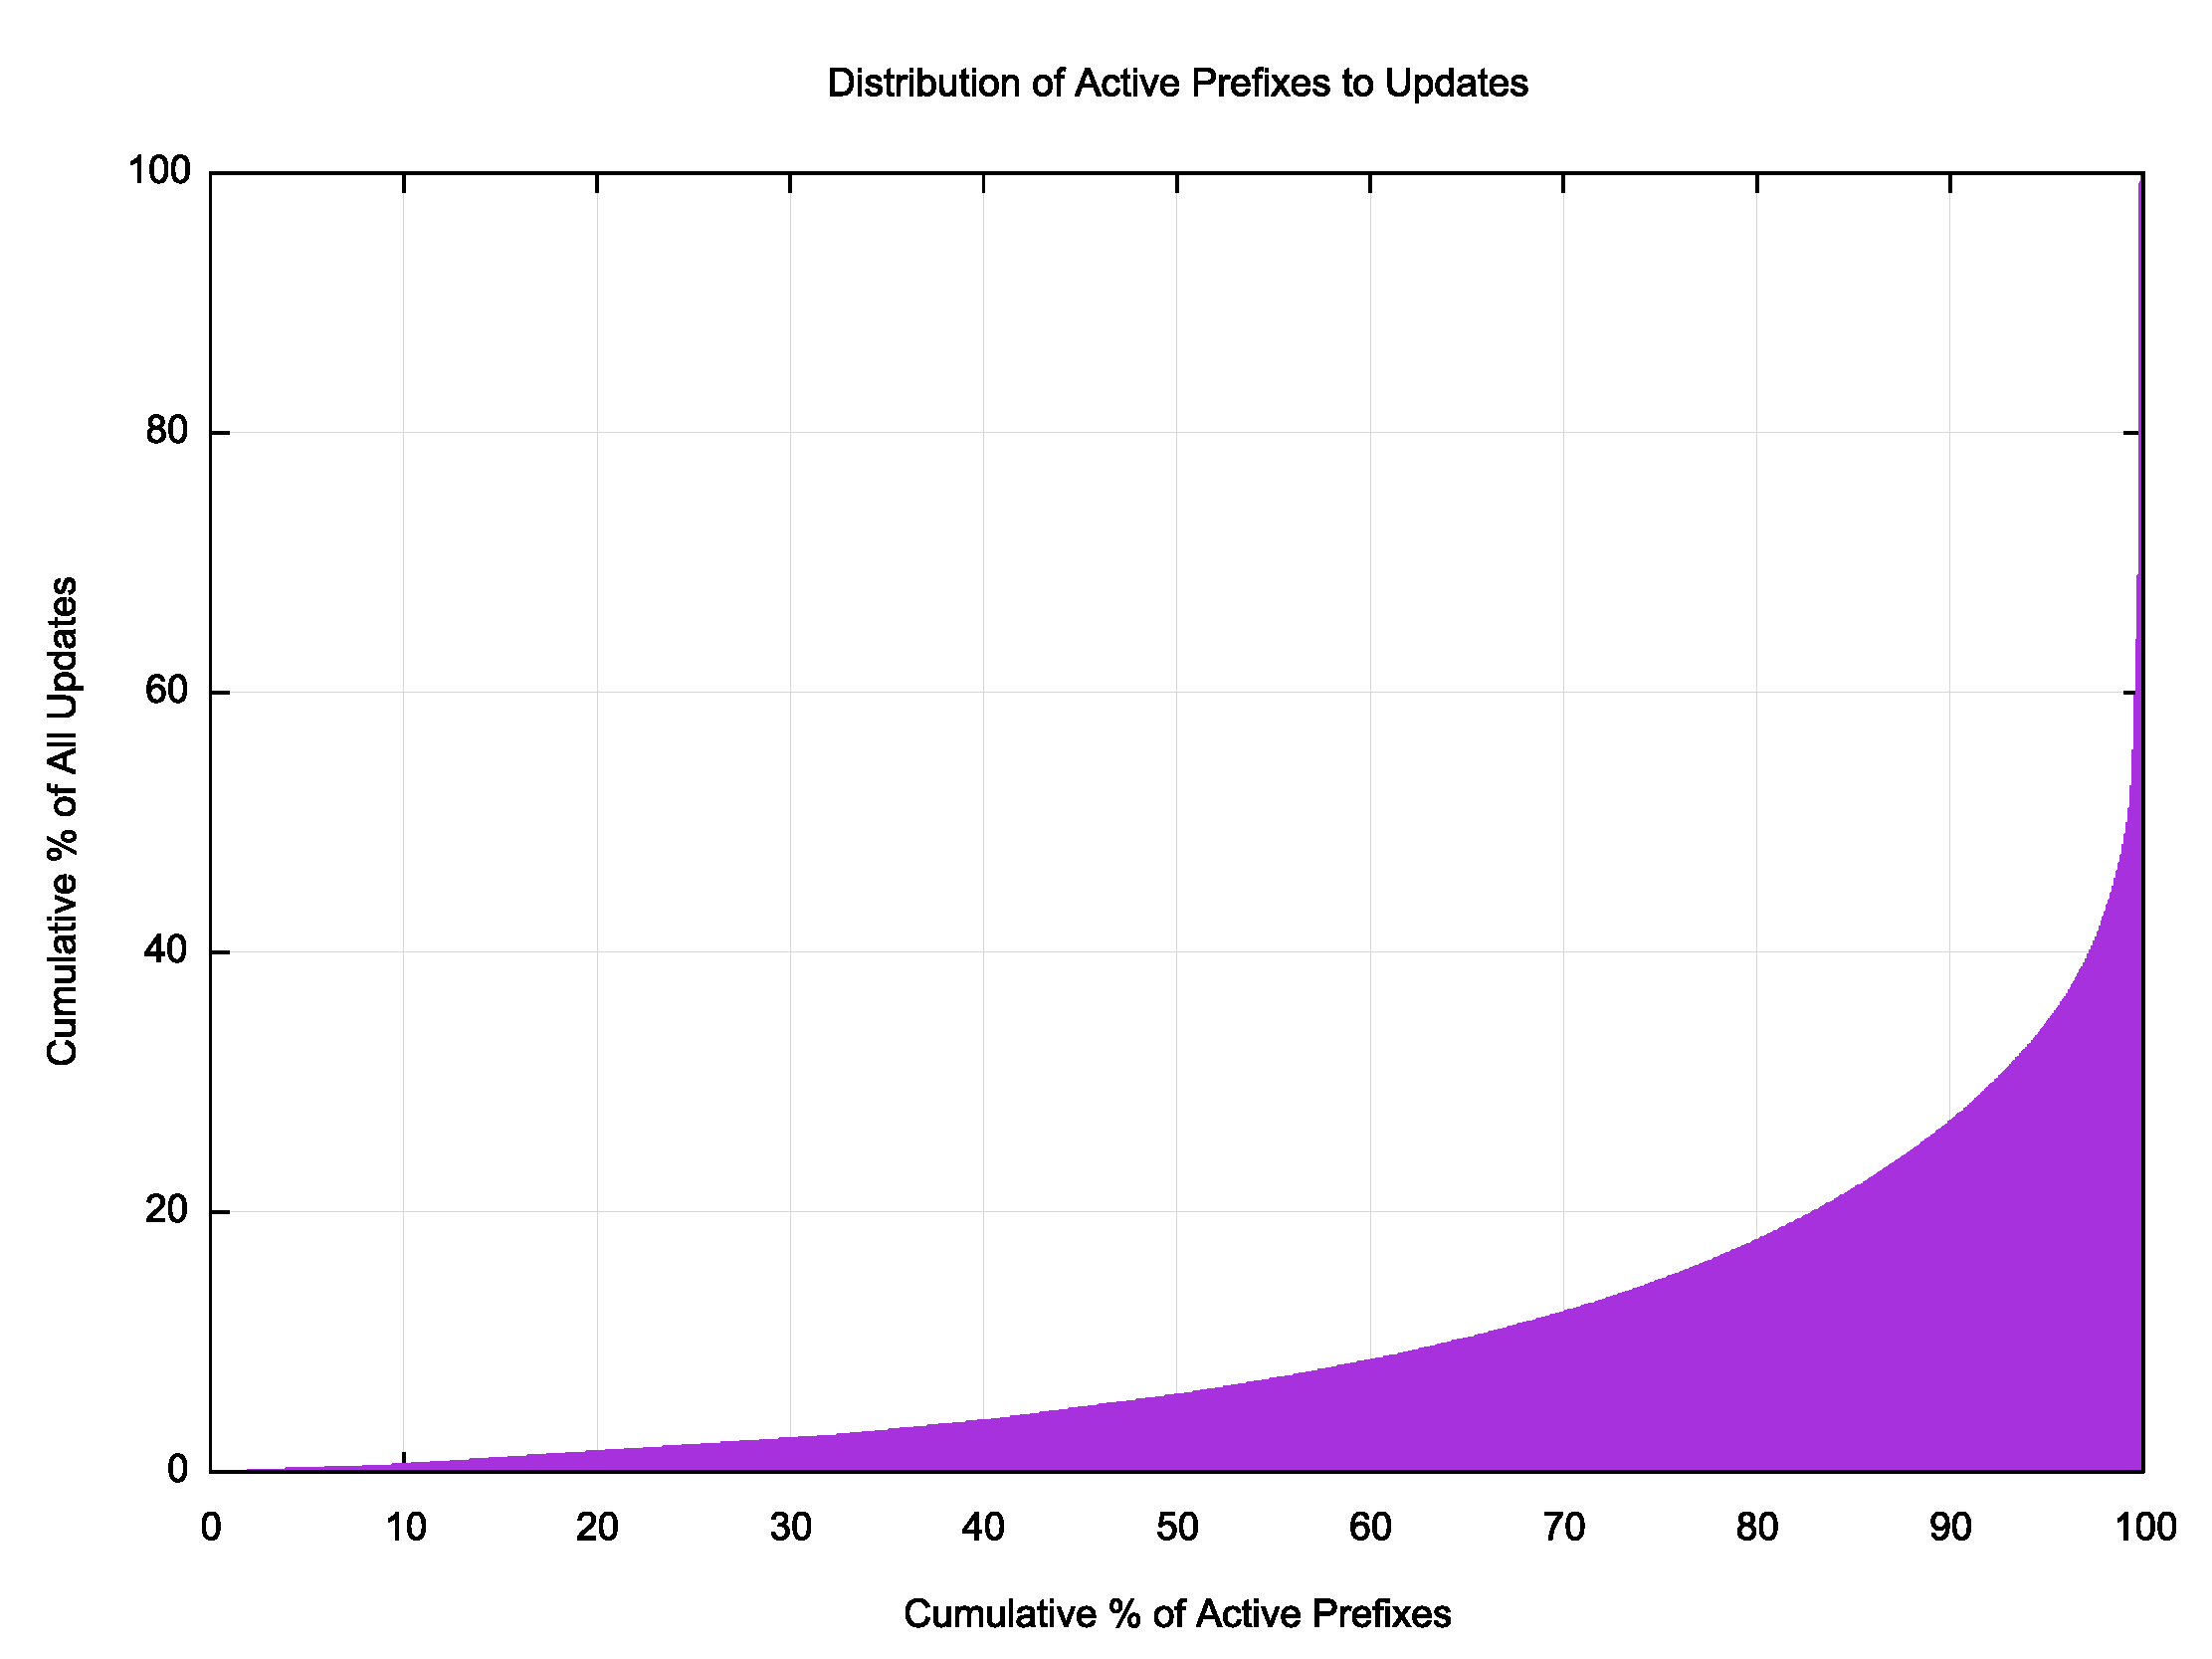 Distribution of Active Prefixes to Updates
100
80
60
40
20
0
Cumulative % of All Updates
0 10 20 30 40 50 60 70 80 90 100
Cumulative % of Active Prefixes